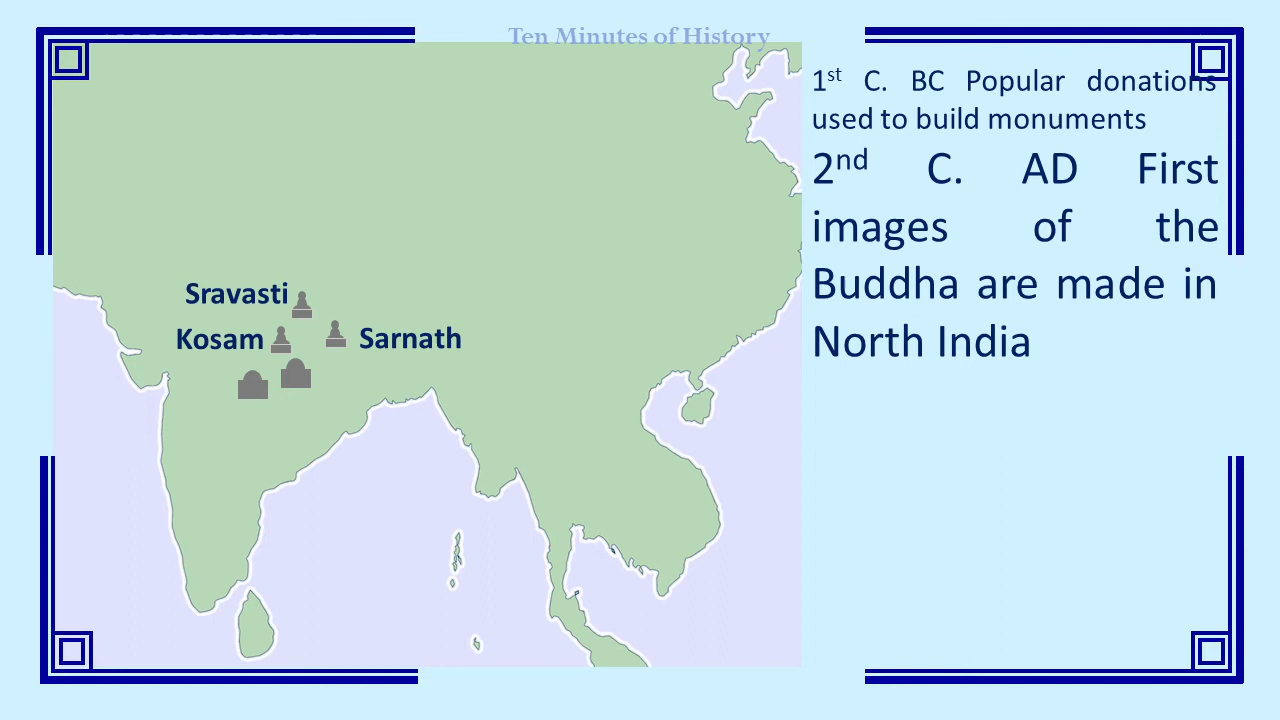 Ten Minutes of History
1st C. BC Popular donations
used to build monuments
2nd C. AD First
images of the
Buddha are made in
North India
Sravasti
Kosam
Sarnath